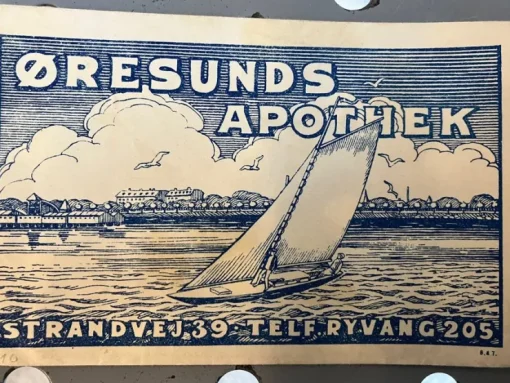 ØRESUNDS
APOTHEK
STRANDVEJ.39·TELF.RYVANG 205
B.&T.